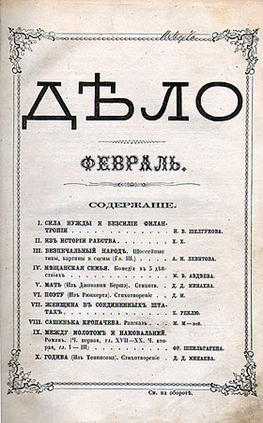 ДѢЛО
ФЕВРАЛЬ.
СОДЕРЖАНІЕ.
I. СИЛА НУЖДЫ И БЕЗСИЛІЕ ФИЛАН-
ТРОПІИ . . . . . Н. В. ШЕЛГУНОВА.
II. ИЗЪ ИСТОРІИ РАБСТВА. . . . . Х. Х.
III. БЕЗПЕЧАЛЬНЫЙ НАРОДЪ. Шоссейные
типы, картины и сцены (Гл. III.) . . . А. И. ЛЕВИТОВА.
IV. МѢЩАНСКАЯ СЕМЬЯ. Комедія въ 5 дѣй-
ствіяхъ . . . . . М. В. АВДѢЕВА.
V. МАТЬ (Изъ Джованни Берше). Стихотв. Д. Д. МИНАЕВА.
VI. ПОЭТУ (Изъ Рюккерта). Стихотвореніе . Д. М.
VII. ЖЕНЩИНА ВЪ СОЕДИНЕННЫХЪ ШТА-
ТАХЪ . . . . . Э. РЕКЛЮ.
VIII. САШЕНЬКА КРОПАЧЕВА. Разсказъ . . М. М—вой.
IX. МЕЖДУ МОЛОТОМЪ И НАКОВАЛЬНЕЙ.
Романъ. (Ч. первая, гл. XVII—XX. Ч. вто-
рая, гл. I — III) . . . . . ФР. ШПИЛЬГАГЕНА.
X. ГОДИВА (Изъ Теннисона). Стихотвореніе . Д. Д. МИНАЕВА.
См. на оборотѣ.